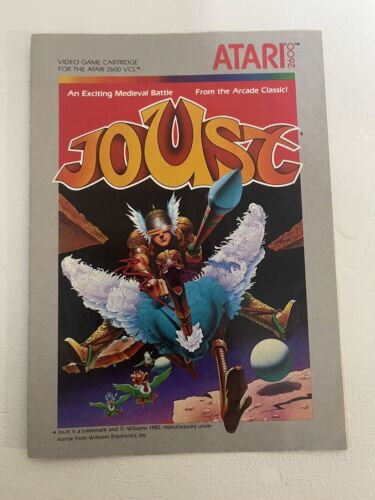 VIDEO GAME CARTRIDGE
FOR THE ATARI 2600 VCS™
ATARI™
2600
An Exciting Medieval Battle
From the Arcade Classic!
JOUST*
* Joust is a trademark and © Williams 1982, manufactured under
license from Williams Electronics, Inc.